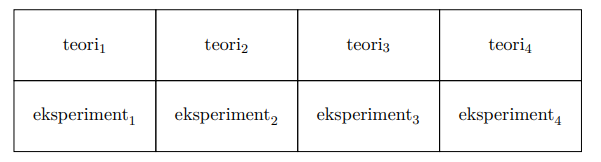 teori₁ teori₂ teori₃ teori₄
eksperiment₁ eksperiment₂ eksperiment₃ eksperiment₄